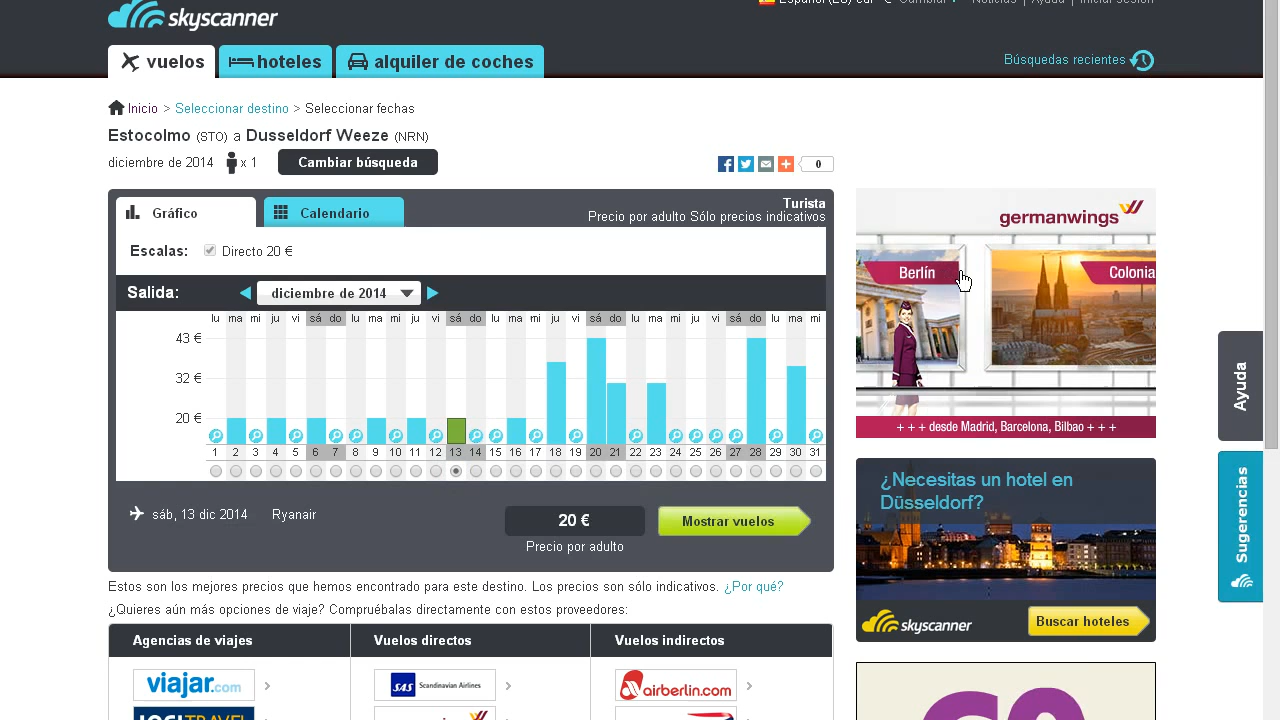 skyscanner
Español (ES) eur Cambiar Noticias | Ayuda | Iniciar sesión
vuelos hoteles alquiler de coches
Búsquedas recientes
Inicio > Seleccionar destino > Seleccionar fechas
Estocolmo (STO) a Dusseldorf Weeze (NRN)
diciembre de 2014 x 1 Cambiar búsqueda
0
Gráfico Calendario
Turista
Precio por adulto Sólo precios indicativos
Escalas: Directo 20 €
Salida: diciembre de 2014
lu ma mi ju vi sá do lu ma mi ju vi sá do lu ma mi ju vi sá do lu ma mi ju vi sá do lu ma mi
43 €
32 €
20 €
1 2 3 4 5 6 7 8 9 10 11 12 13 14 15 16 17 18 19 20 21 22 23 24 25 26 27 28 29 30 31
sáb, 13 dic 2014 Ryanair
20 €
Mostrar vuelos
Precio por adulto
Estos son los mejores precios que hemos encontrado para este destino. Los precios son sólo indicativos. ¿Por qué?
¿Quieres aún más opciones de viaje? Compruébalas directamente con estos proveedores:
Agencias de viajes Vuelos directos Vuelos indirectos
viajar.com
SAS Scandinavian Airlines
airberlin.com
LOGITRAVEL
germanwings
Berlín
Colonia
+ + + desde Madrid, Barcelona, Bilbao + + +
¿Necesitas un hotel en
Düsseldorf?
skyscanner
Buscar hoteles
Ayuda
Sugerencias